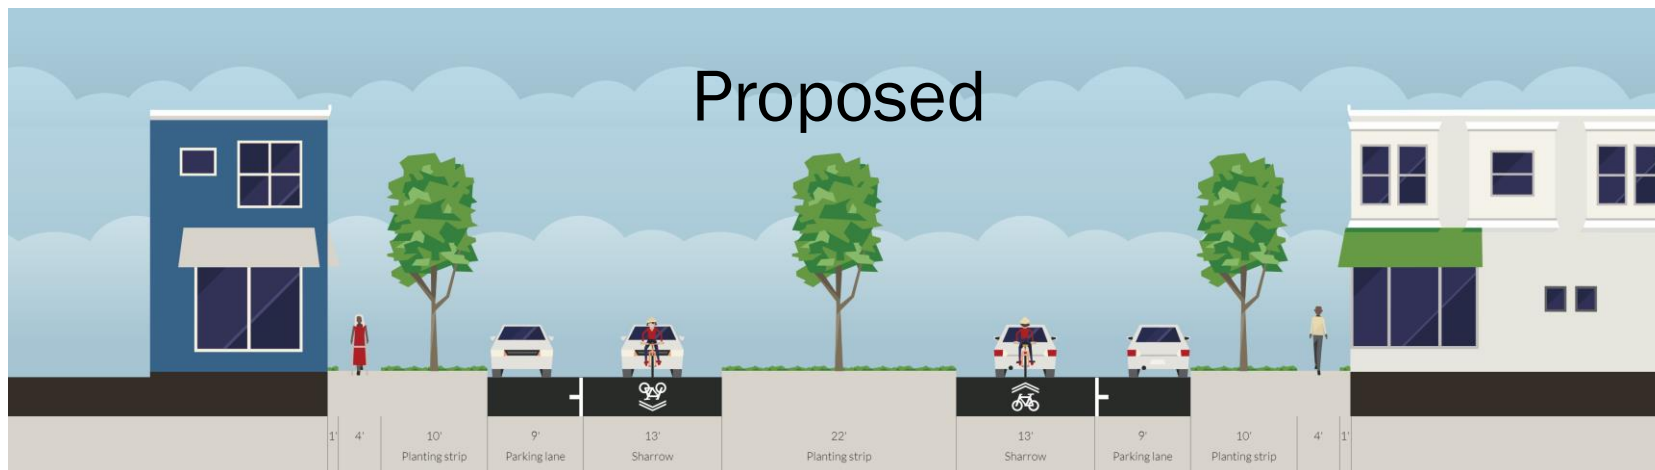 Proposed
1' 4' 10' 9' 13' 22' 13' 9' 10' 4' 1'
Planting strip Parking lane Sharrow Planting strip Sharrow Parking lane Planting strip